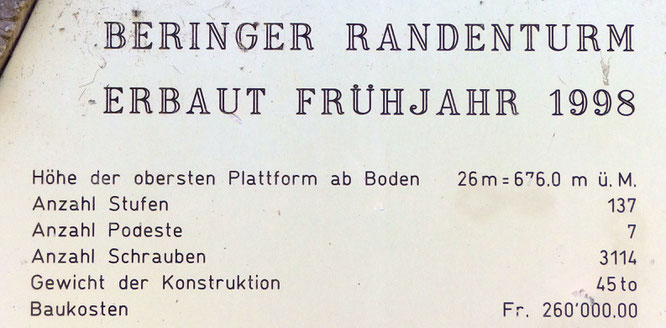 BERINGER RANDENTURM
ERBAUT FRÜHJAHR 1998
Höhe der obersten Plattform ab Boden 26m=676.0 m ü.M.
Anzahl Stufen 137
Anzahl Podeste 7
Anzahl Schrauben 3114
Gewicht der Konstruktion 45to
Baukosten Fr. 260'000.00